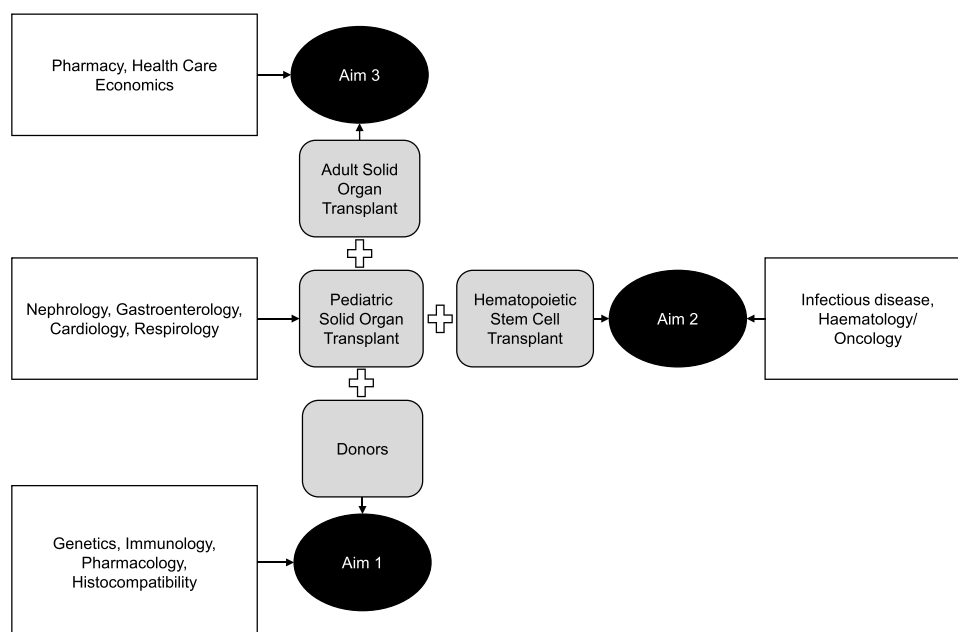 Pharmacy, Health Care
Economics
Aim 3
Adult Solid
Organ
Transplant
Nephrology, Gastroenterology,
Cardiology, Respirology
Pediatric
Solid Organ
Transplant
Hematopoietic
Stem Cell
Transplant
Aim 2
Infectious disease,
Haematology/
Oncology
Donors
Genetics, Immunology,
Pharmacology,
Histocompatibility
Aim 1